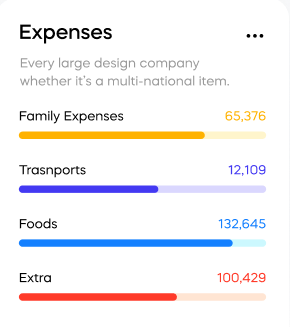 Expenses
Every large design company
whether it's a multi-national item.
Family Expenses 65,376
Trasnports 12,109
Foods 132,645
Extra 100,429